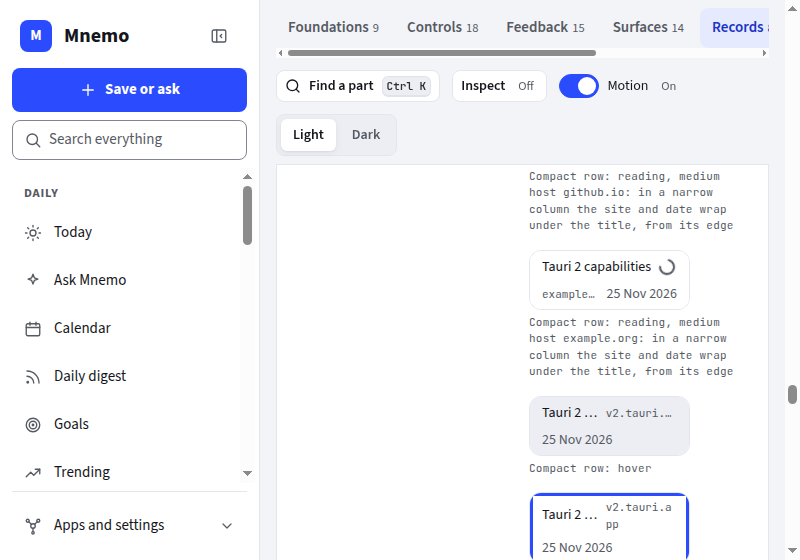 M Mnemo
Save or ask
Search everything
DAILY
Today
Ask Mnemo
Calendar
Daily digest
Goals
Trending
Apps and settings
Foundations 9 Controls 18 Feedback 15 Surfaces 14 Records
Find a part Ctrl K Inspect Off Motion On
Light Dark
Compact row: reading, medium
host github.io: in a narrow
column the site and date wrap
under the title, from its edge
Tauri 2 capabilities
example… 25 Nov 2026
Compact row: reading, medium
host example.org: in a narrow
column the site and date wrap
under the title, from its edge
Tauri 2 … v2.tauri.…
25 Nov 2026
Compact row: hover
Tauri 2 … v2.tauri.a
pp
25 Nov 2026